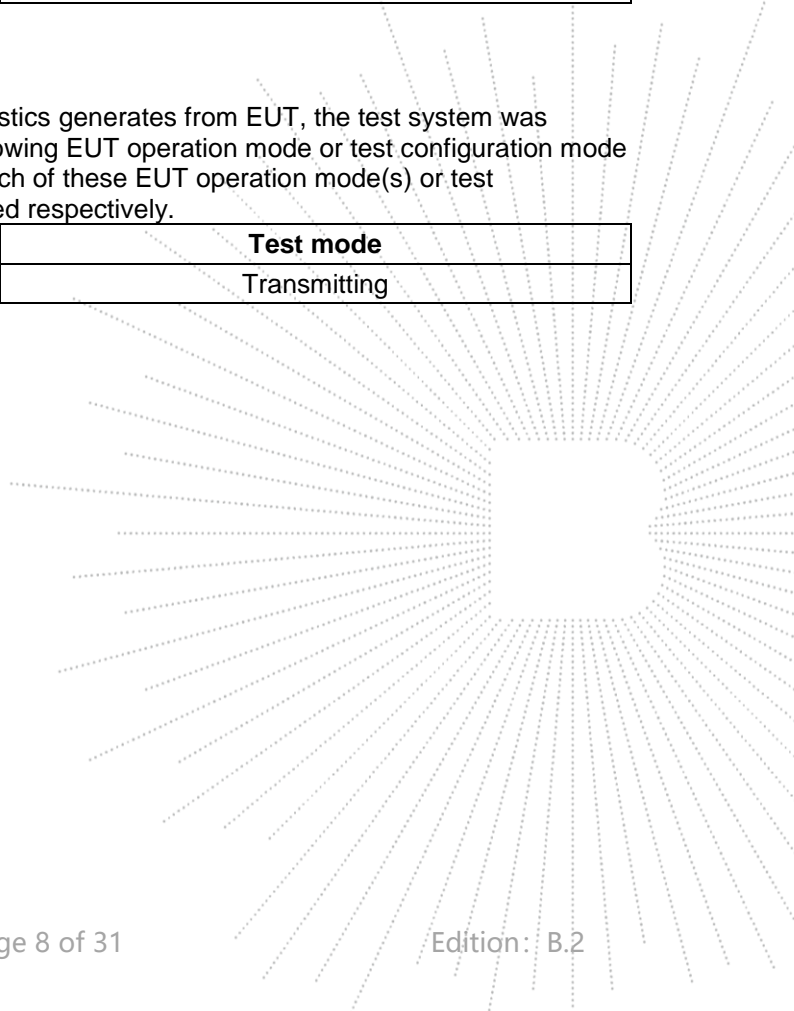 stics generates from EUT, the test system was
owing EUT operation mode or test configuration mode
ch of these EUT operation mode(s) or test
ed respectively.
Test mode
Transmitting
ge 8 of 31 Edition: B.2